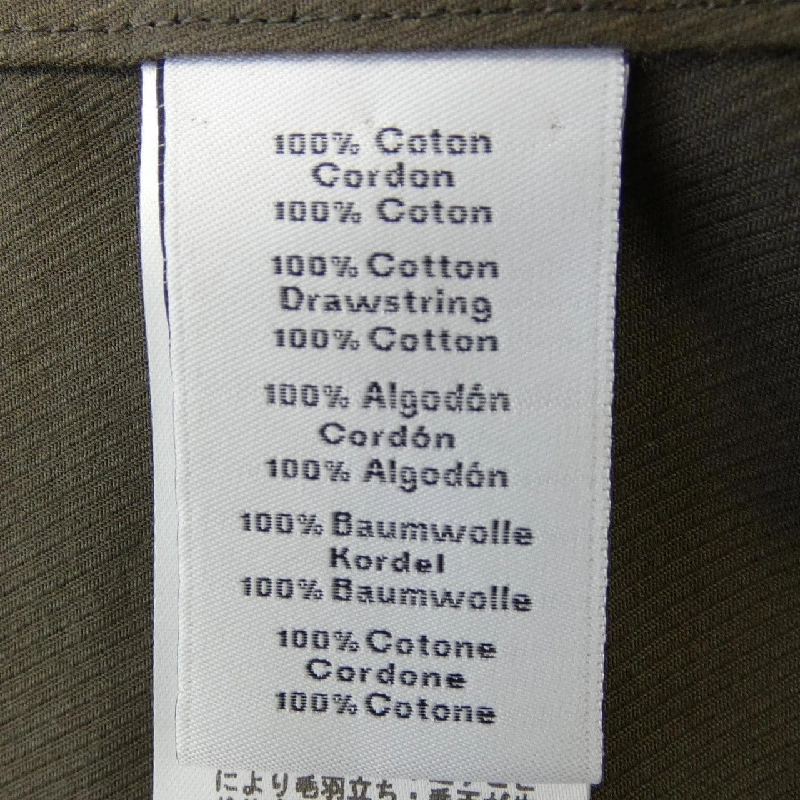 100% Coton
Cordon
100% Coton
100% Cotton
Drawstring
100% Cotton
100% Algodón
Cordón
100% Algodón
100% Baumwolle
Kordel
100% Baumwolle
100% Cotone
Cordone
100% Cotone
により毛羽立ち・毛